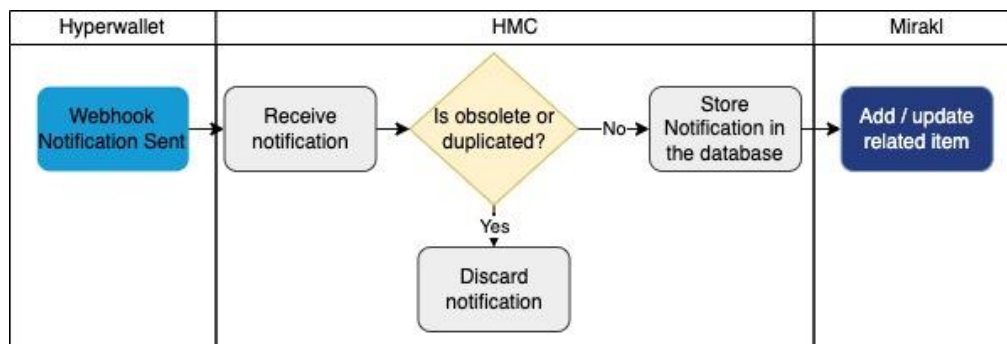 Hyperwallet
HMC
Mirakl
Webhook
Notification Sent
Receive
notification
Is obsolete or
duplicated?
No
Store
Notification in
the database
Add / update
related item
Yes
Discard
notification